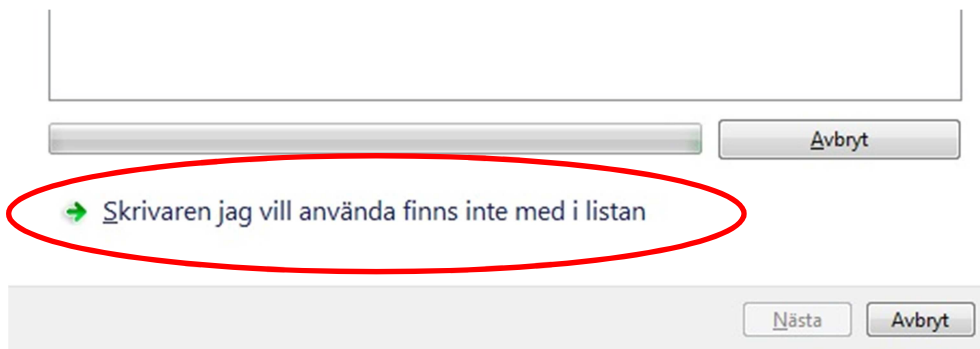 Avbryt
Skrivaren jag vill använda finns inte med i listan
Nästa Avbryt